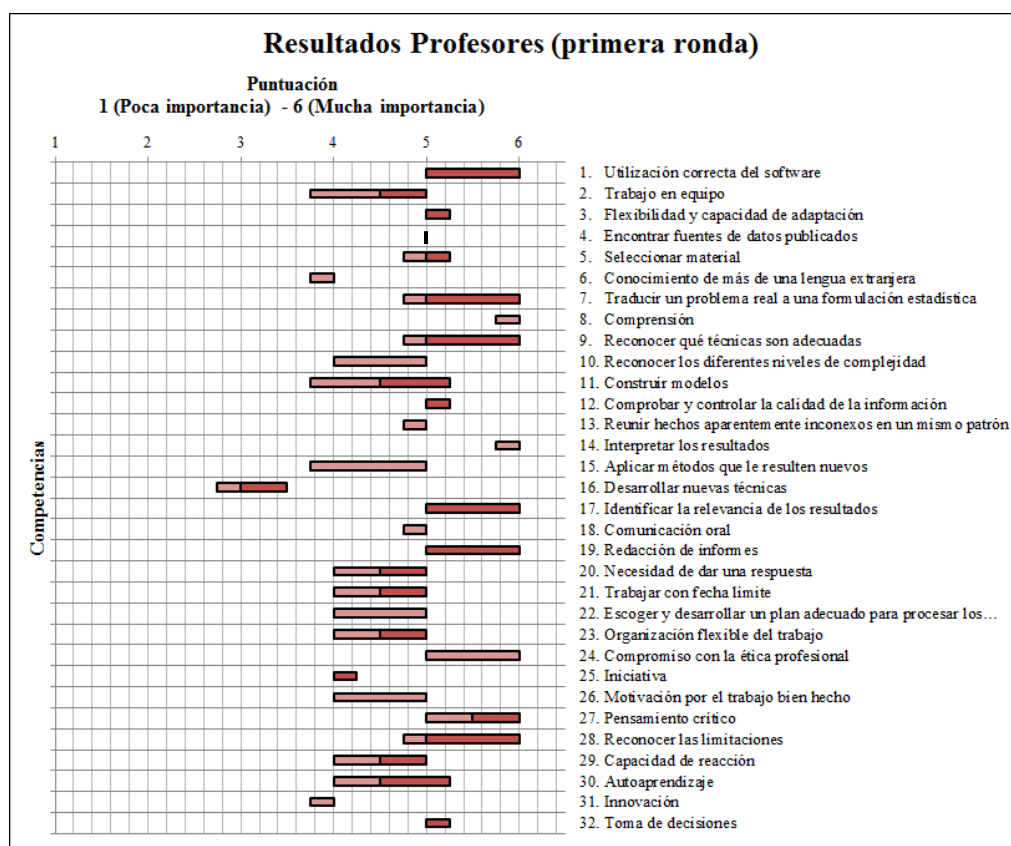 Resultados Profesores (primera ronda)
Puntuación
1 (Poca importancia) - 6 (Mucha importancia)
1 2 3 4 5 6
Competencias
1. Utilización correcta del software
2. Trabajo en equipo
3. Flexibilidad y capacidad de adaptación
4. Encontrar fuentes de datos publicados
5. Seleccionar material
6. Conocimiento de más de una lengua extranjera
7. Traducir un problema real a una formulación estadística
8. Comprensión
9. Reconocer qué técnicas son adecuadas
10. Reconocer los diferentes niveles de complejidad
11. Construir modelos
12. Comprobar y controlar la calidad de la información
13. Reunir hechos aparentemente inconexos en un mismo patrón
14. Interpretar los resultados
15. Aplicar métodos que le resulten nuevos
16. Desarrollar nuevas técnicas
17. Identificar la relevancia de los resultados
18. Comunicación oral
19. Redacción de informes
20. Necesidad de dar una respuesta
21. Trabajar con fecha límite
22. Escoger y desarrollar un plan adecuado para procesar los…
23. Organización flexible del trabajo
24. Compromiso con la ética profesional
25. Iniciativa
26. Motivación por el trabajo bien hecho
27. Pensamiento crítico
28. Reconocer las limitaciones
29. Capacidad de reacción
30. Autoaprendizaje
31. Innovación
32. Toma de decisiones